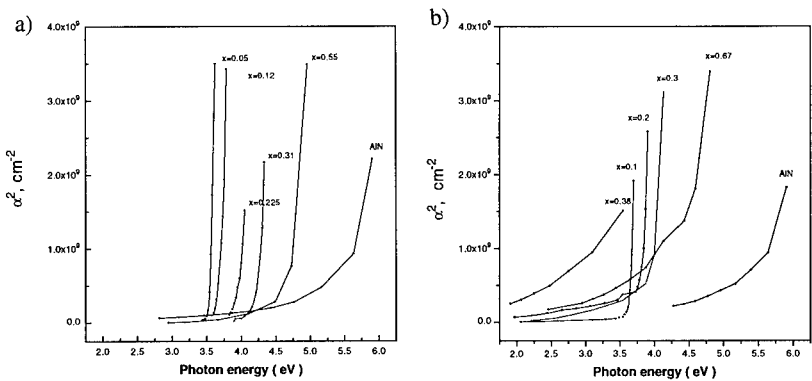 a)
4.0x10⁹
3.0x10⁹
2.0x10⁹
1.0x10⁹
0.0
α², cm⁻²
x=0.05
x=0.12
x=0.55
x=0.31
x=0.225
AlN
2.0 2.5 3.0 3.5 4.0 4.5 5.0 5.5 6.0
Photon energy ( eV )
b)
4.0x10⁹
3.0x10⁹
2.0x10⁹
1.0x10⁹
0.0
α², cm⁻²
x=0.67
x=0.3
x=0.2
x=0.1
x=0.38
AlN
2.0 2.5 3.0 3.5 4.0 4.5 5.0 5.5 6.0
Photon energy ( eV )